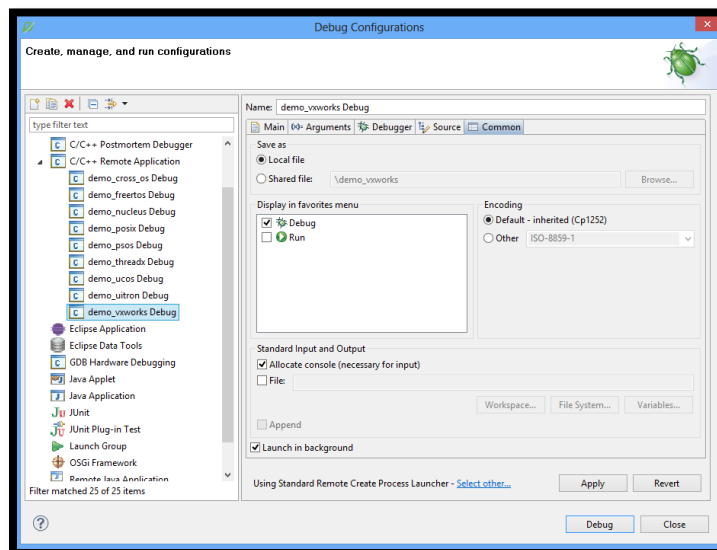 Debug Configurations
Create, manage, and run configurations
type filter text
C/C++ Postmortem Debugger
C/C++ Remote Application
demo_cross_os Debug
demo_freertos Debug
demo_nucleus Debug
demo_posix Debug
demo_psos Debug
demo_threadx Debug
demo_ucos Debug
demo_uitron Debug
demo_vxworks Debug
Eclipse Application
Eclipse Data Tools
GDB Hardware Debugging
Java Applet
Java Application
JUnit
JUnit Plug-in Test
Launch Group
OSGi Framework
Remote Java Application
Filter matched 25 of 25 items
Name: demo_vxworks Debug
Main Arguments Debugger Source Common
Save as
Local file
Shared file: \demo_vxworks Browse...
Display in favorites menu
Debug
Run
Encoding
Default - inherited (Cp1252)
Other ISO-8859-1
Standard Input and Output
Allocate console (necessary for input)
File:
Workspace... File System... Variables...
Append
Launch in background
Using Standard Remote Create Process Launcher - Select other... Apply Revert
Debug Close